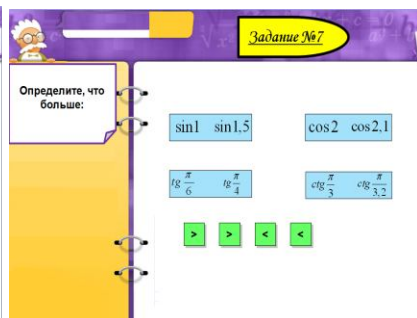 Задание №7
Определите, что
больше:
sin1 sin1,5
cos2 cos2,1
tg π/6 tg π/4
ctg π/3 ctg π/3,2
> > < <